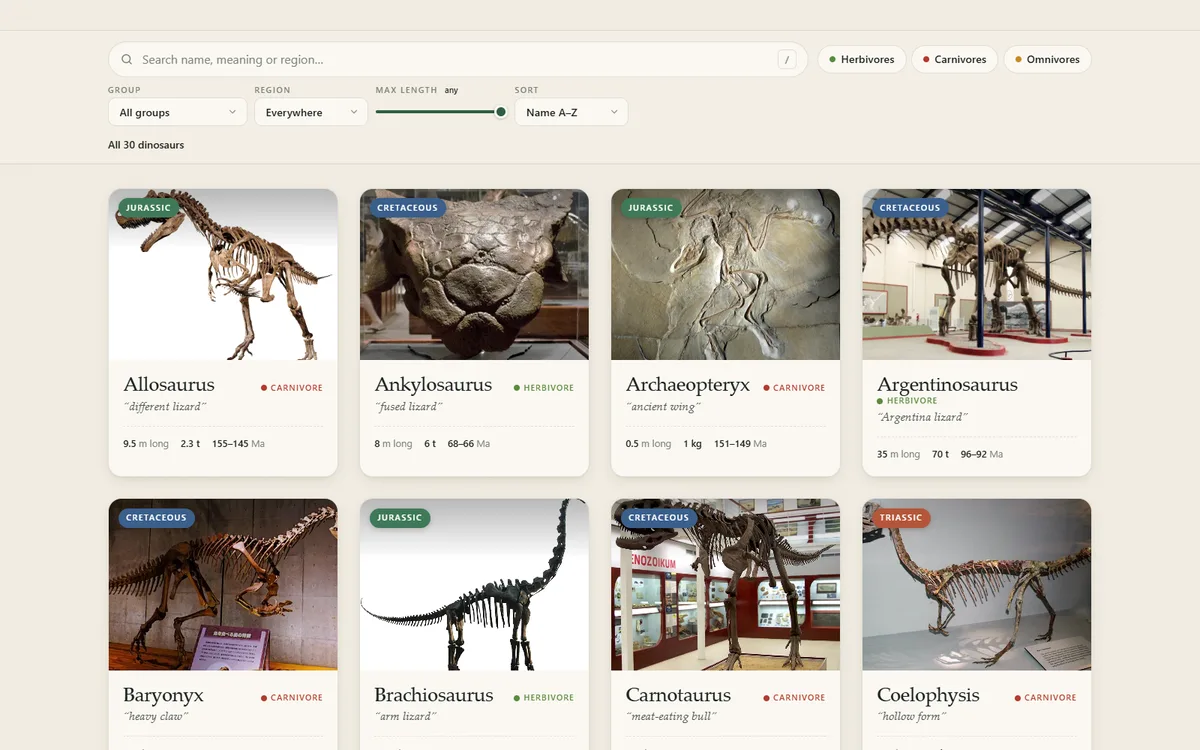 Search name, meaning or region... /
Herbivores Carnivores Omnivores
GROUP REGION MAX LENGTH any SORT
All groups Everywhere Name A–Z
All 30 dinosaurs
JURASSIC
Allosaurus CARNIVORE
“different lizard”
9.5 m long 2.3 t 155–145 Ma
CRETACEOUS
Ankylosaurus HERBIVORE
“fused lizard”
8 m long 6 t 68–66 Ma
JURASSIC
Archaeopteryx CARNIVORE
“ancient wing”
0.5 m long 1 kg 151–149 Ma
CRETACEOUS
Argentinosaurus
HERBIVORE
“Argentina lizard”
35 m long 70 t 96–92 Ma
CRETACEOUS
Baryonyx CARNIVORE
“heavy claw”
JURASSIC
Brachiosaurus HERBIVORE
“arm lizard”
CRETACEOUS
ENOZOIKUM
Carnotaurus CARNIVORE
“meat-eating bull”
TRIASSIC
Coelophysis CARNIVORE
“hollow form”